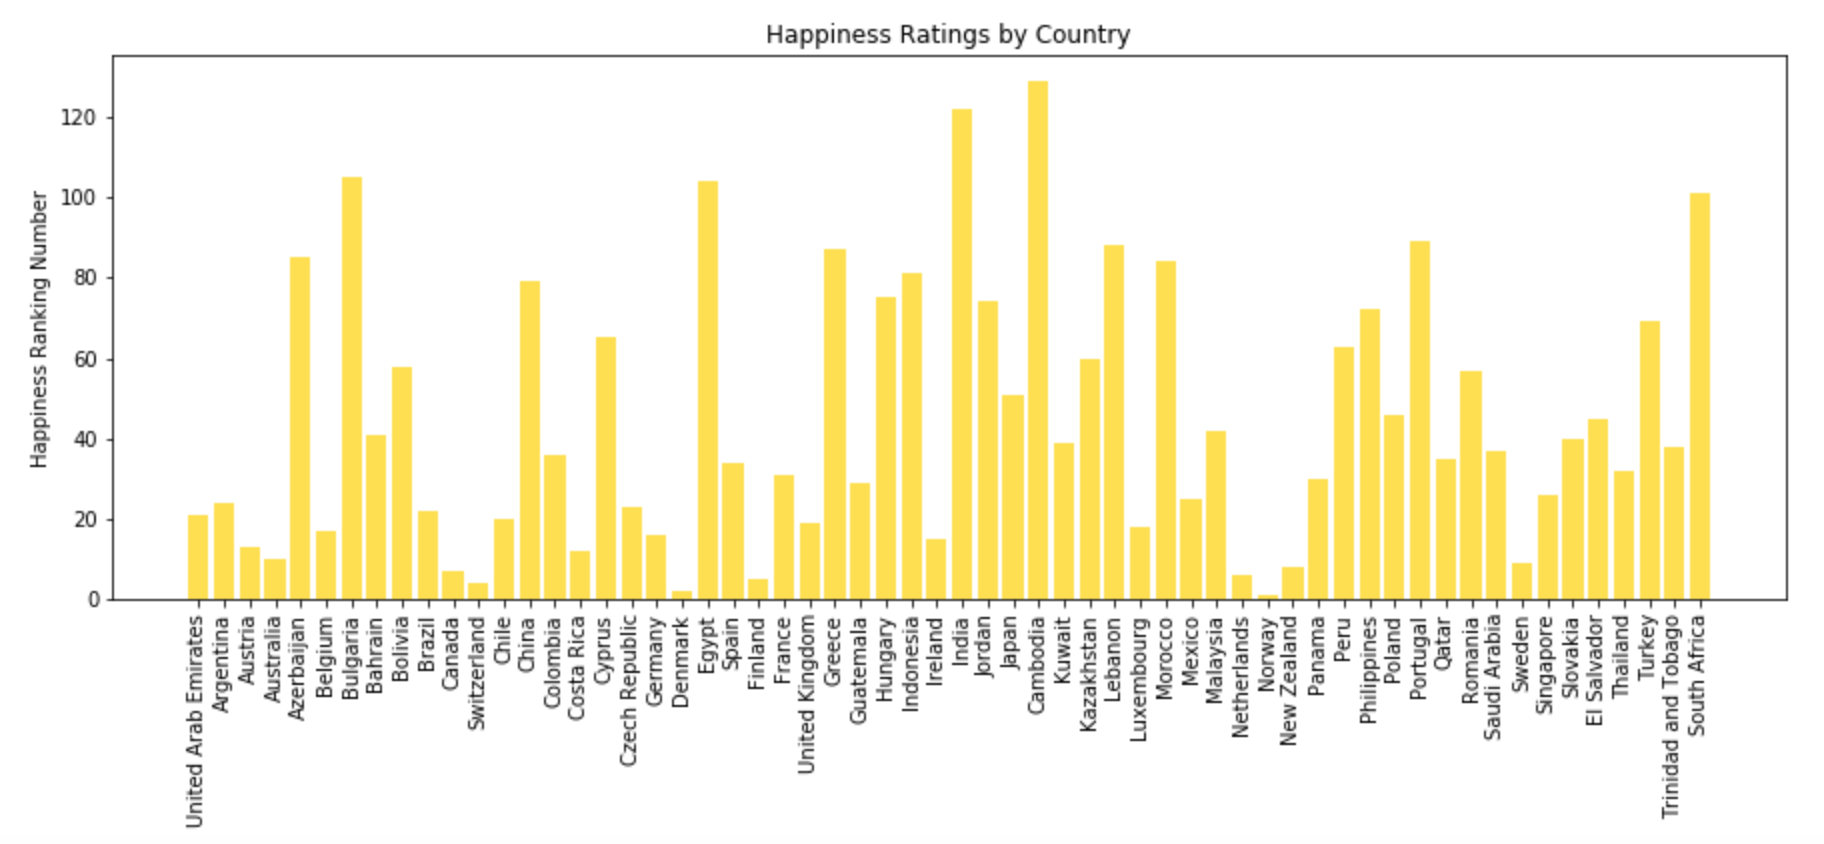 Happiness Ratings by Country
Happiness Ranking Number
120
100
80
60
40
20
0
United Arab Emirates
Argentina
Austria
Australia
Azerbaijan
Belgium
Bulgaria
Bahrain
Bolivia
Brazil
Canada
Switzerland
Chile
China
Colombia
Costa Rica
Cyprus
Czech Republic
Germany
Denmark
Egypt
Spain
Finland
France
United Kingdom
Greece
Guatemala
Hungary
Indonesia
Ireland
India
Jordan
Japan
Cambodia
Kuwait
Kazakhstan
Lebanon
Luxembourg
Morocco
Mexico
Malaysia
Netherlands
Norway
New Zealand
Panama
Peru
Philippines
Poland
Portugal
Qatar
Romania
Saudi Arabia
Sweden
Singapore
Slovakia
El Salvador
Thailand
Turkey
Trinidad and Tobago
South Africa